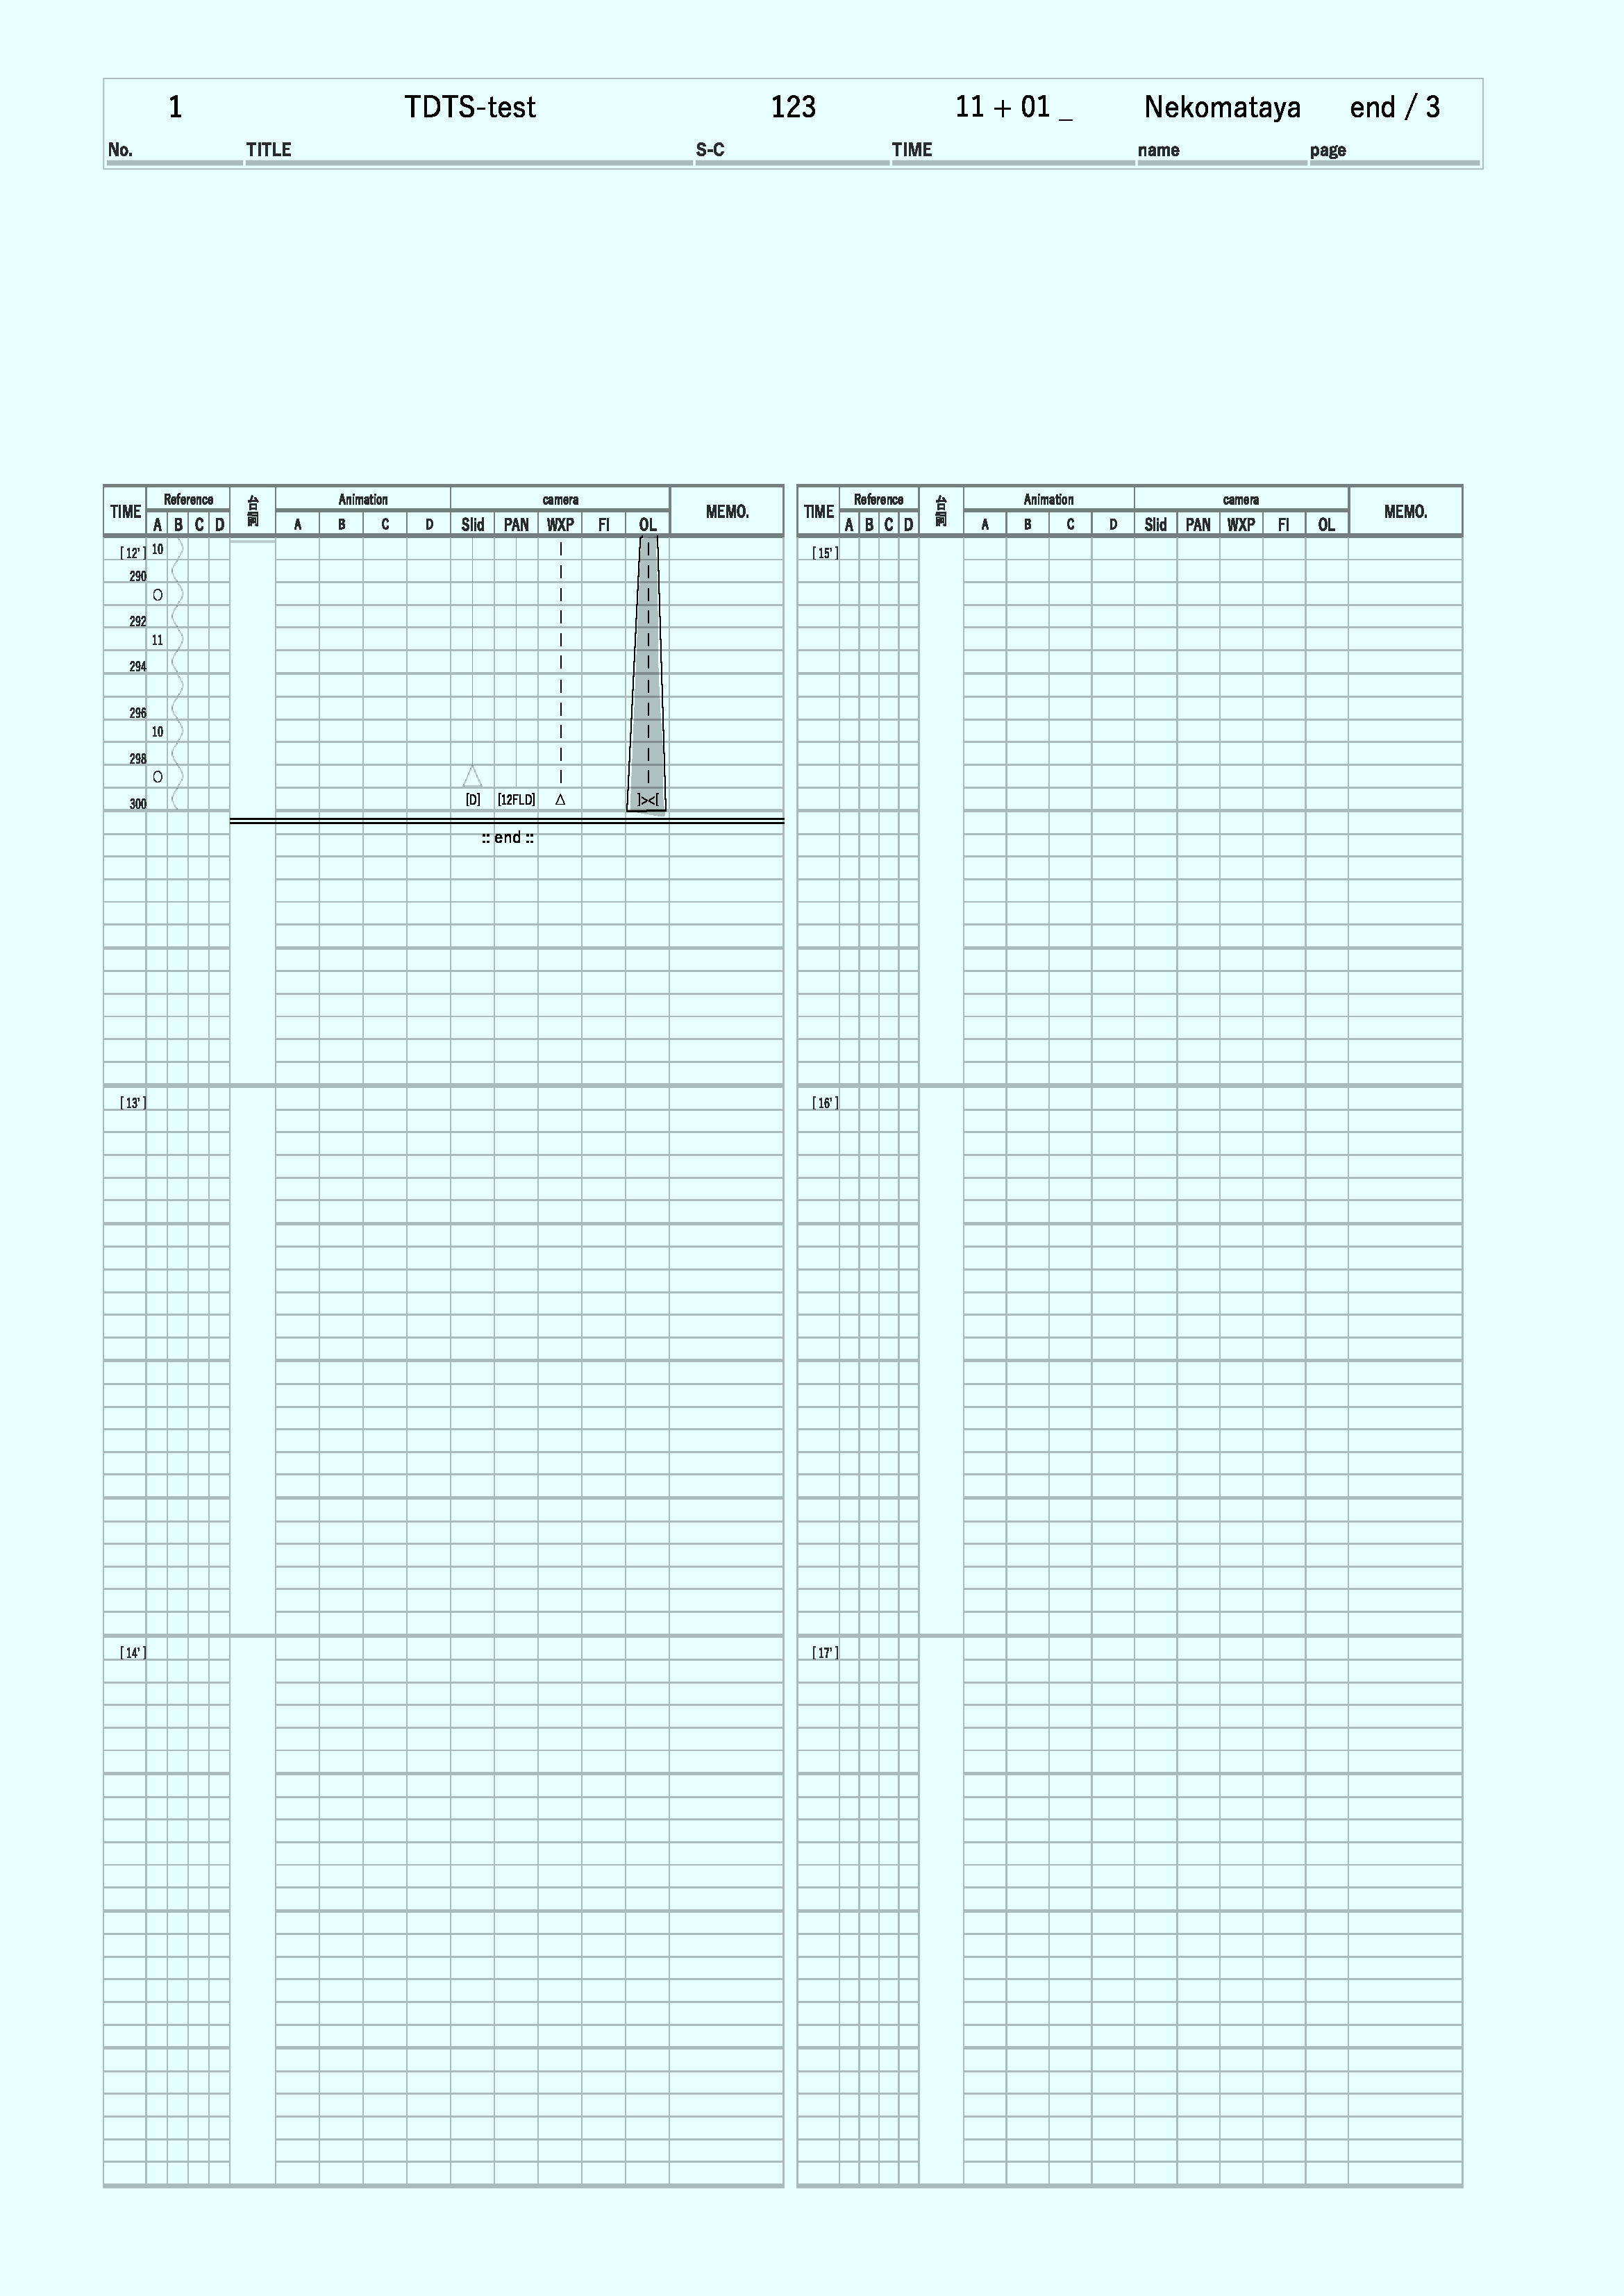 1 TDTS-test 123 11 + 01 _ Nekomataya end / 3
No. TITLE S-C TIME name page
TIME Reference 台詞 Animation camera MEMO. TIME Reference 台詞 Animation camera MEMO.
A B C D A B C D Slid PAN WXP FI OL A B C D A B C D Slid PAN WXP FI OL
[ 12' ] 10 [ 15' ]
290
292
11
294
296
10
298
[D] [12FLD] △ ]><[
300
:: end ::
[ 13' ] [ 16' ]
[ 14' ] [ 17' ]